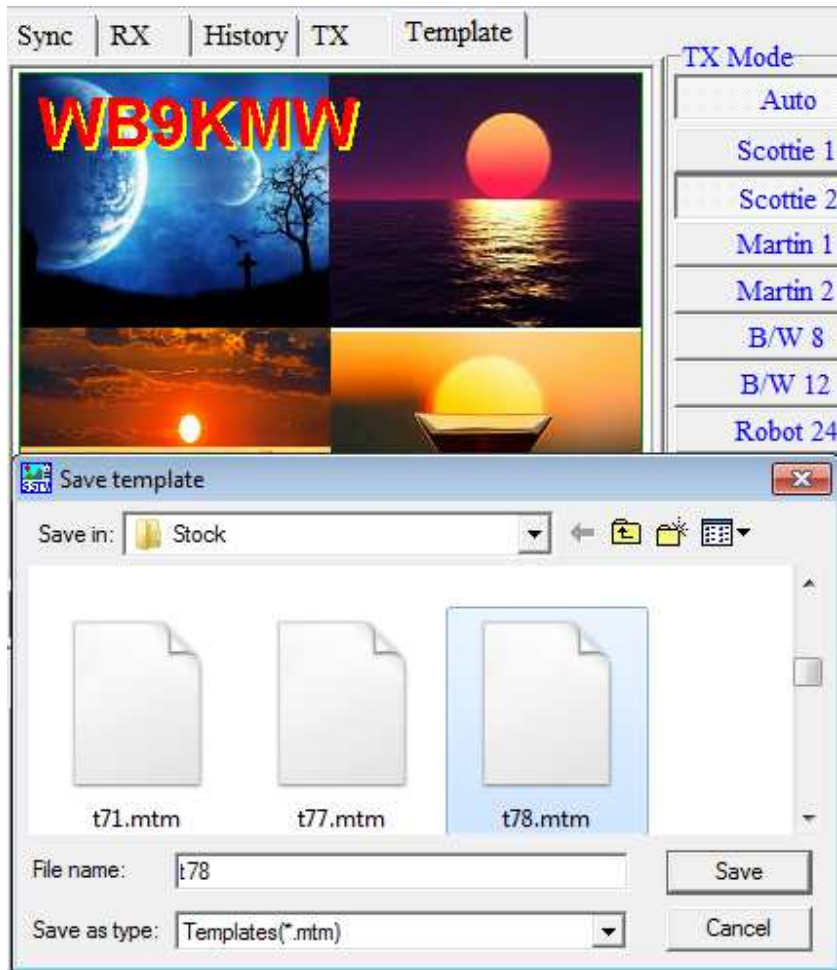 Sync RX History TX Template
TX Mode
WB9KMW
Auto
Scottie 1
Scottie 2
Martin 1
Martin 2
B/W 8
B/W 12
Robot 24
Save template
Save in: Stock
t71.mtm t77.mtm t78.mtm
File name: t78 Save
Save as type: Templates(*.mtm) Cancel